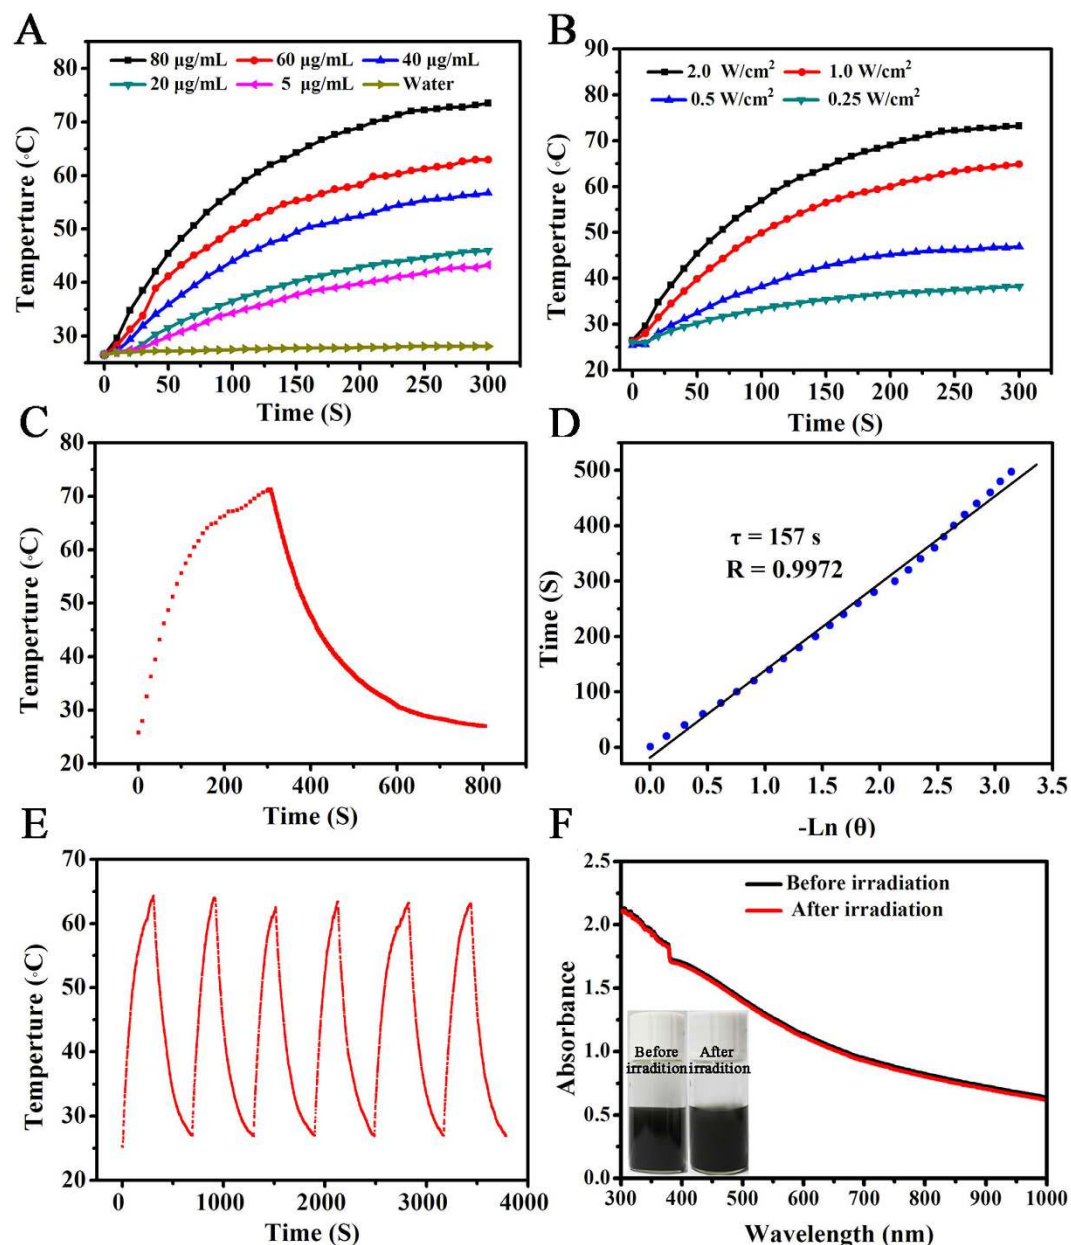 A
80 µg/mL 60 µg/mL 40 µg/mL
20 µg/mL 5 µg/mL Water
80
70
60
50
40
30
Temperture (◦C)
0 50 100 150 200 250 300
Time (S)
B
2.0 W/cm² 1.0 W/cm²
0.5 W/cm² 0.25 W/cm²
90
80
70
60
50
40
30
20
Temperture (◦C)
0 50 100 150 200 250 300
Time (S)
C
80
70
60
50
40
30
20
Temperture (◦C)
0 200 400 600 800
Time (S)
D
τ = 157 s
R = 0.9972
500
400
300
200
100
0
Time (S)
0.0 0.5 1.0 1.5 2.0 2.5 3.0 3.5
-Ln (θ)
E
70
60
50
40
30
20
Temperture (◦C)
0 1000 2000 3000 4000
Time (S)
F
Before irradiation
After irradiation
2.5
2.0
1.5
1.0
0.5
0.0
Absorbance
Before
irradition
After
irradition
300 400 500 600 700 800 900 1000
Wavelength (nm)